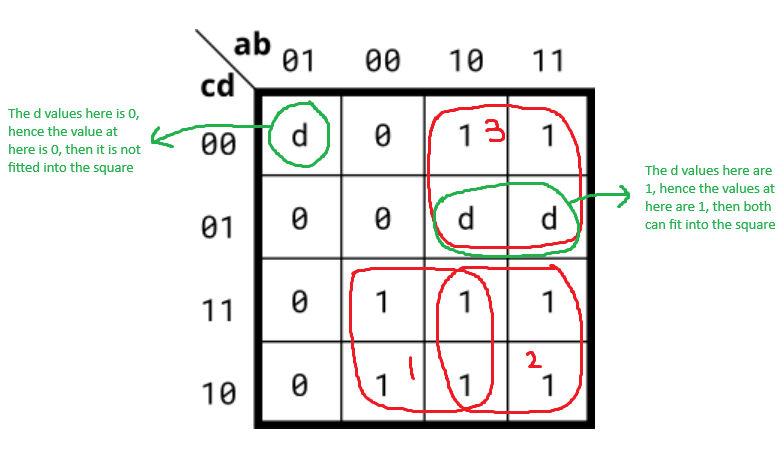 ab
01 00 10 11
cd
The d values here is 0,
hence the value at
here is 0, then it is not
fitted into the square
00 d 0 1 3 1
The d values here are
1, hence the values at
here are 1, then both
can fit into the square
01 0 0 d d
11 0 1 1 1
10 0 1 1 1 2 1